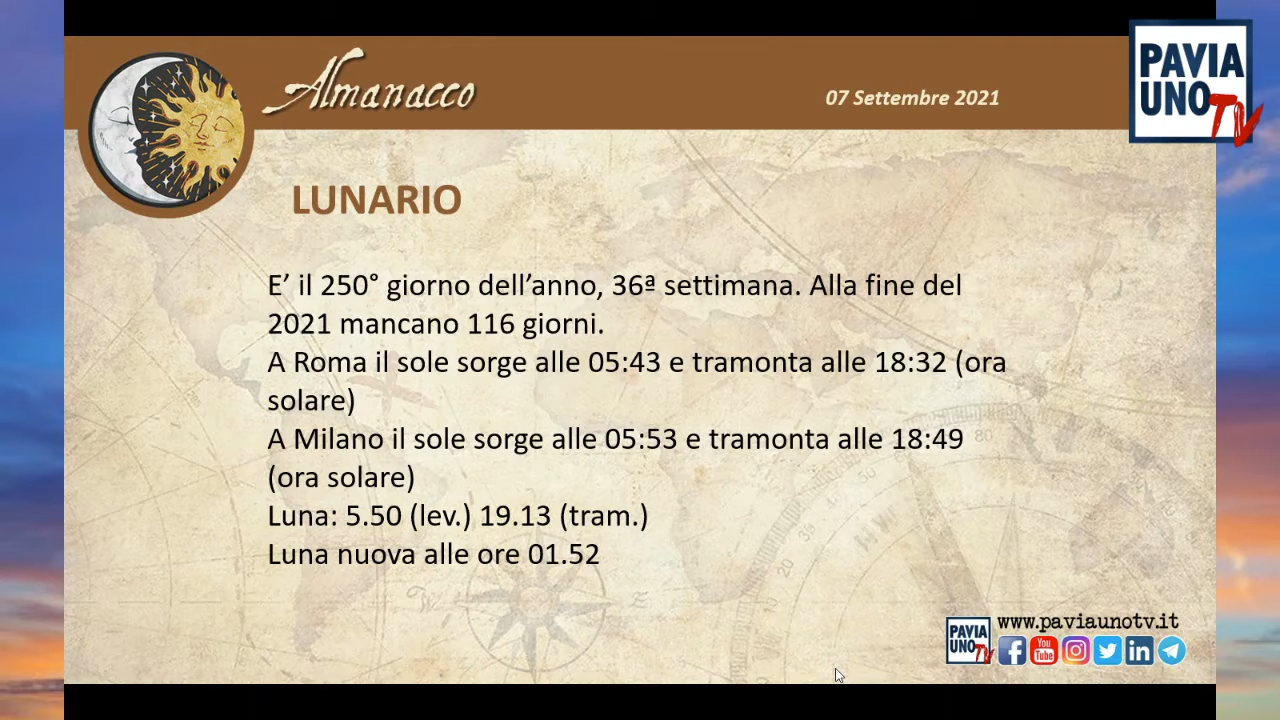 Almanacco
07 Settembre 2021
PAVIA
UNO TV
LUNARIO
E’ il 250° giorno dell’anno, 36ª settimana. Alla fine del
2021 mancano 116 giorni.
A Roma il sole sorge alle 05:43 e tramonta alle 18:32 (ora
solare)
A Milano il sole sorge alle 05:53 e tramonta alle 18:49
(ora solare)
Luna: 5.50 (lev.) 19.13 (tram.)
Luna nuova alle ore 01.52
www.paviaunotv.it
PAVIA
UNO TV
You
Tube